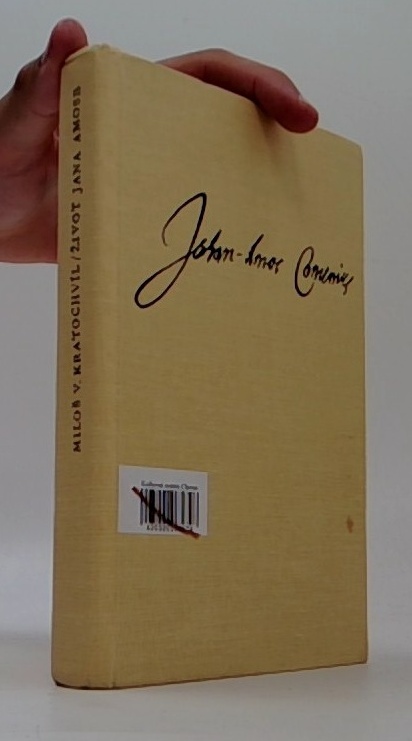 MILOŠ V. KRATOCHVÍL / ŽIVOT JANA AMOSE
Johan-Amos Comenius